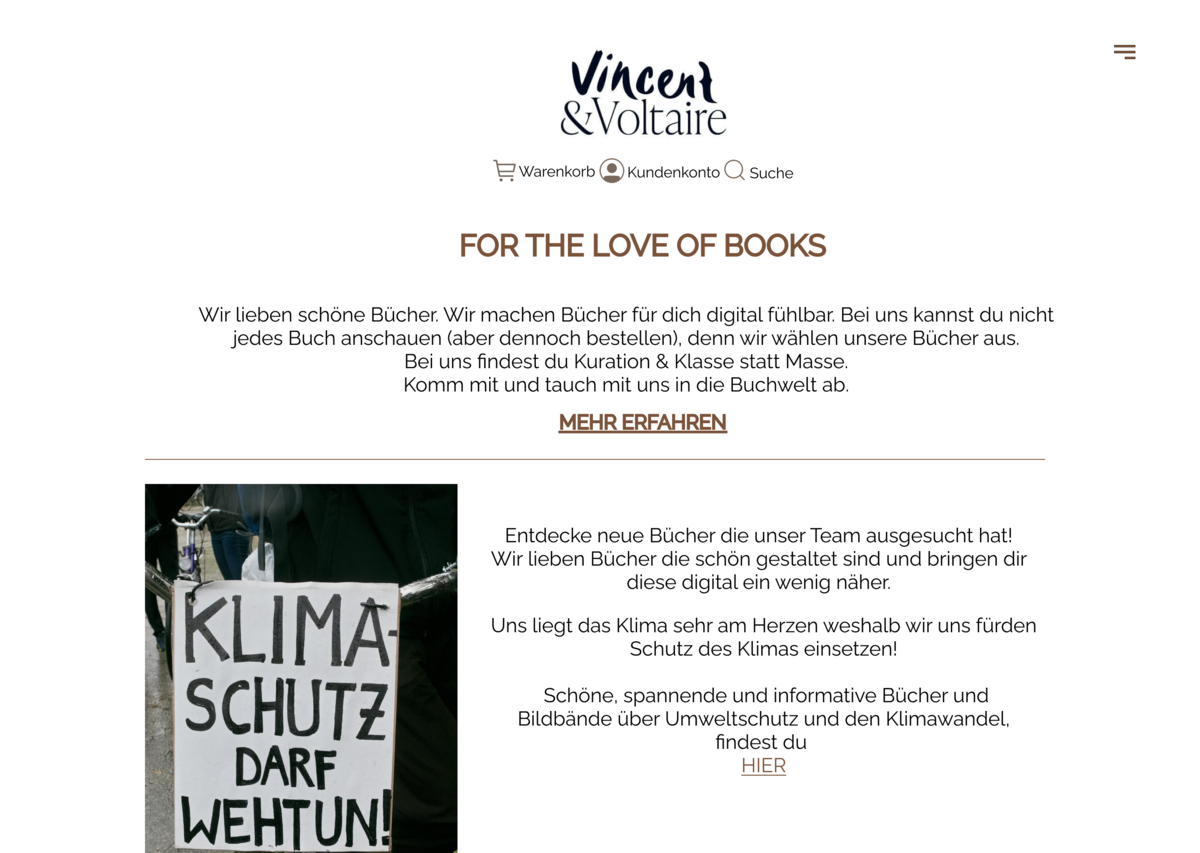 Vincent
&Voltaire
Warenkorb Kundenkonto Suche
FOR THE LOVE OF BOOKS
Wir lieben schöne Bücher. Wir machen Bücher für dich digital fühlbar. Bei uns kannst du nicht
jedes Buch anschauen (aber dennoch bestellen), denn wir wählen unsere Bücher aus.
Bei uns findest du Kuration & Klasse statt Masse.
Komm mit und tauch mit uns in die Buchwelt ab.
MEHR ERFAHREN
KLIMA-
SCHUTZ
DARF
WEHTUN!
Entdecke neue Bücher die unser Team ausgesucht hat!
Wir lieben Bücher die schön gestaltet sind und bringen dir
diese digital ein wenig näher.
Uns liegt das Klima sehr am Herzen weshalb wir uns fürden
Schutz des Klimas einsetzen!
Schöne, spannende und informative Bücher und
Bildbände über Umweltschutz und den Klimawandel,
findest du
HIER